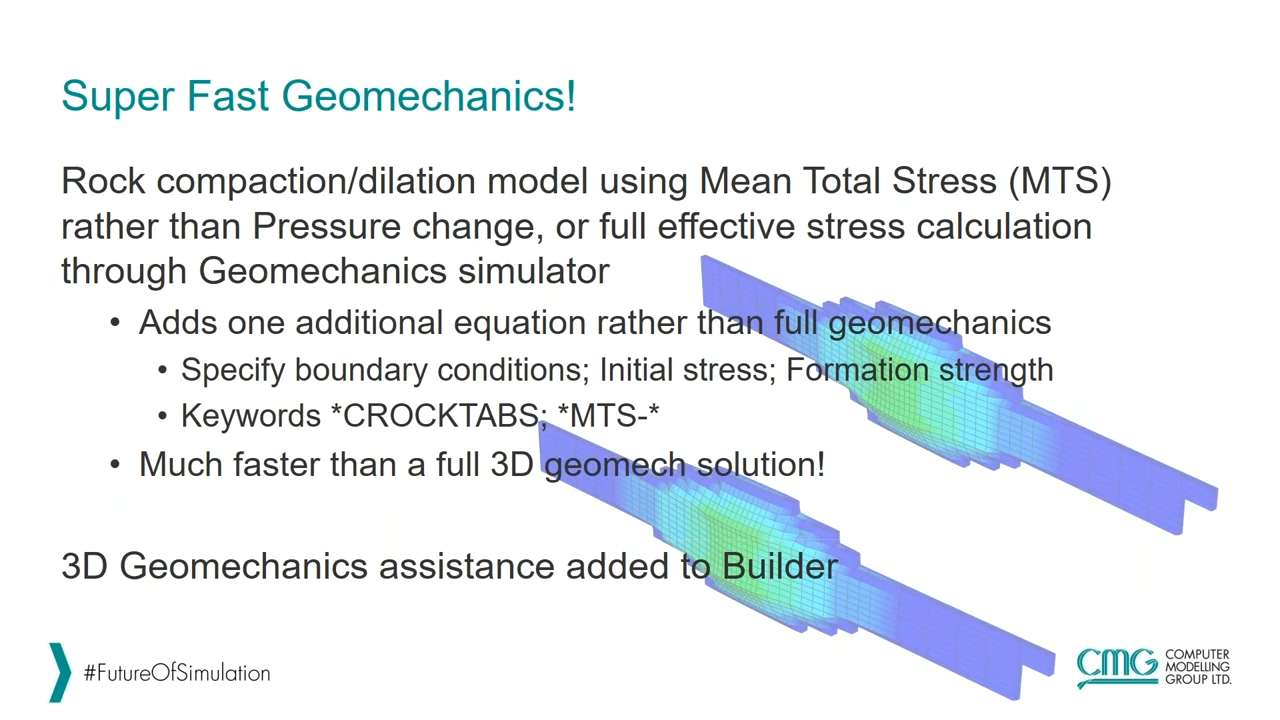 Super Fast Geomechanics!
Rock compaction/dilation model using Mean Total Stress (MTS)
rather than Pressure change, or full effective stress calculation
through Geomechanics simulator
• Adds one additional equation rather than full geomechanics
• Specify boundary conditions; Initial stress; Formation strength
• Keywords *CROCKTABS; *MTS-*
• Much faster than a full 3D geomech solution!
3D Geomechanics assistance added to Builder
#FutureOfSimulation
CMG
COMPUTER
MODELLING
GROUP LTD.